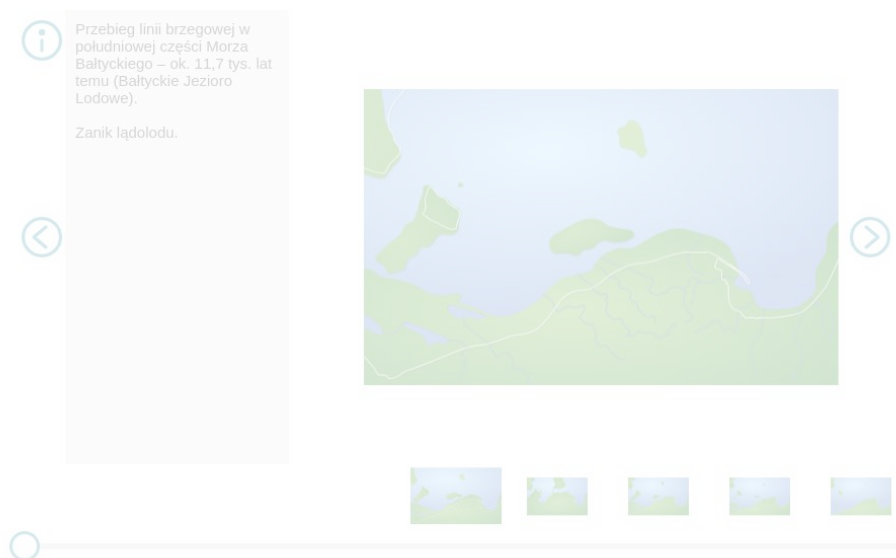 Przebieg linii brzegowej w
południowej części Morza
Bałtyckiego – ok. 11,7 tys. lat
temu (Bałtyckie Jezioro
Lodowe).
Zanik lądolodu.